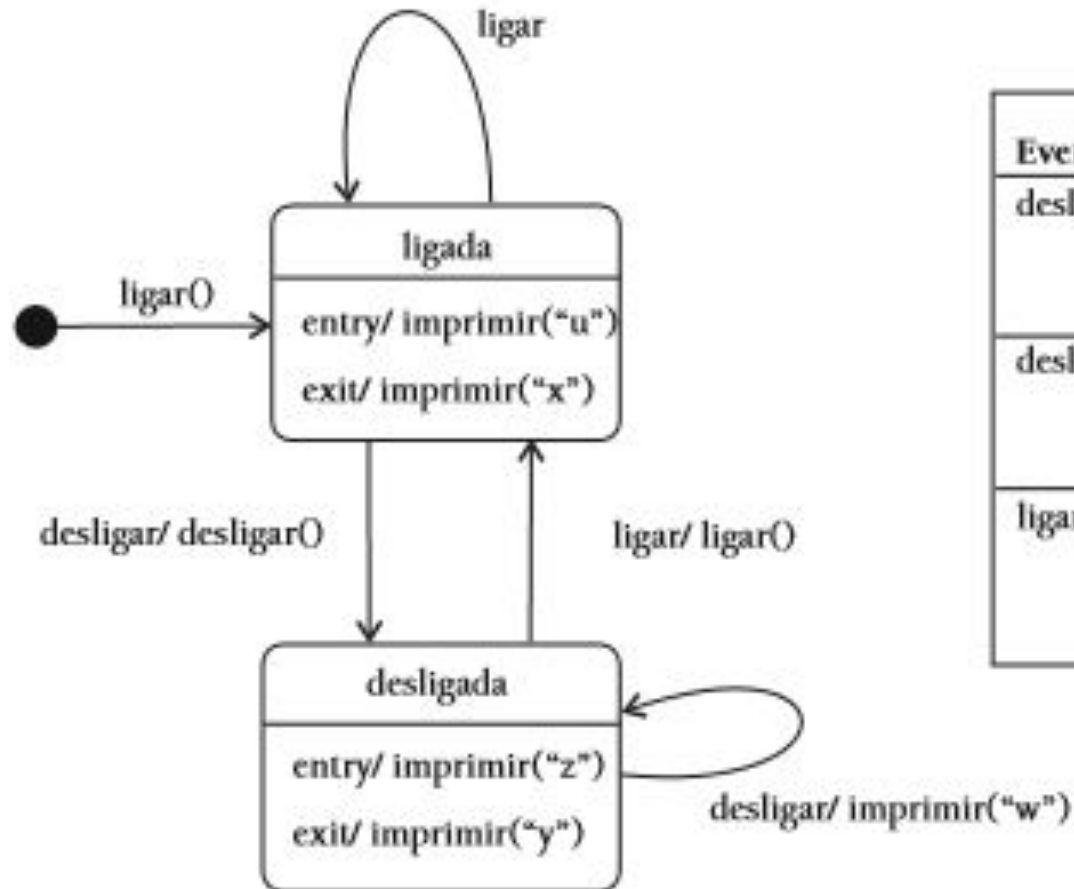 ligar
ligar()
ligada
entry/ imprimir(“u”)
exit/ imprimir(“x”)
desligar/ desligar()
ligar/ ligar()
desligada
entry/ imprimir(“z”)
exit/ imprimir(“y”)
desligar/ imprimir(“w”)